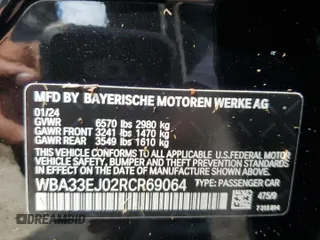 MFD BY BAYERISCHE MOTOREN WERKE AG
01/24
GVWR 6570 lbs 2980 kg
GAWR FRONT 3241 lbs 1470 kg
GAWR REAR 3549 lbs 1610 kg
THIS VEHICLE CONFORMS TO ALL APPLICABLE
FEDERAL MOTOR VEHICLE SAFETY, BUMPER,
AND THEFT PREVENTION STANDARDS IN EFFECT
ON THE DATE OF MANUFACTURE SHOWN ABOVE.
WBA33EJ02RCR69064 TYPE: PASSENGER CAR
475/9
AUTOBIDMASTER